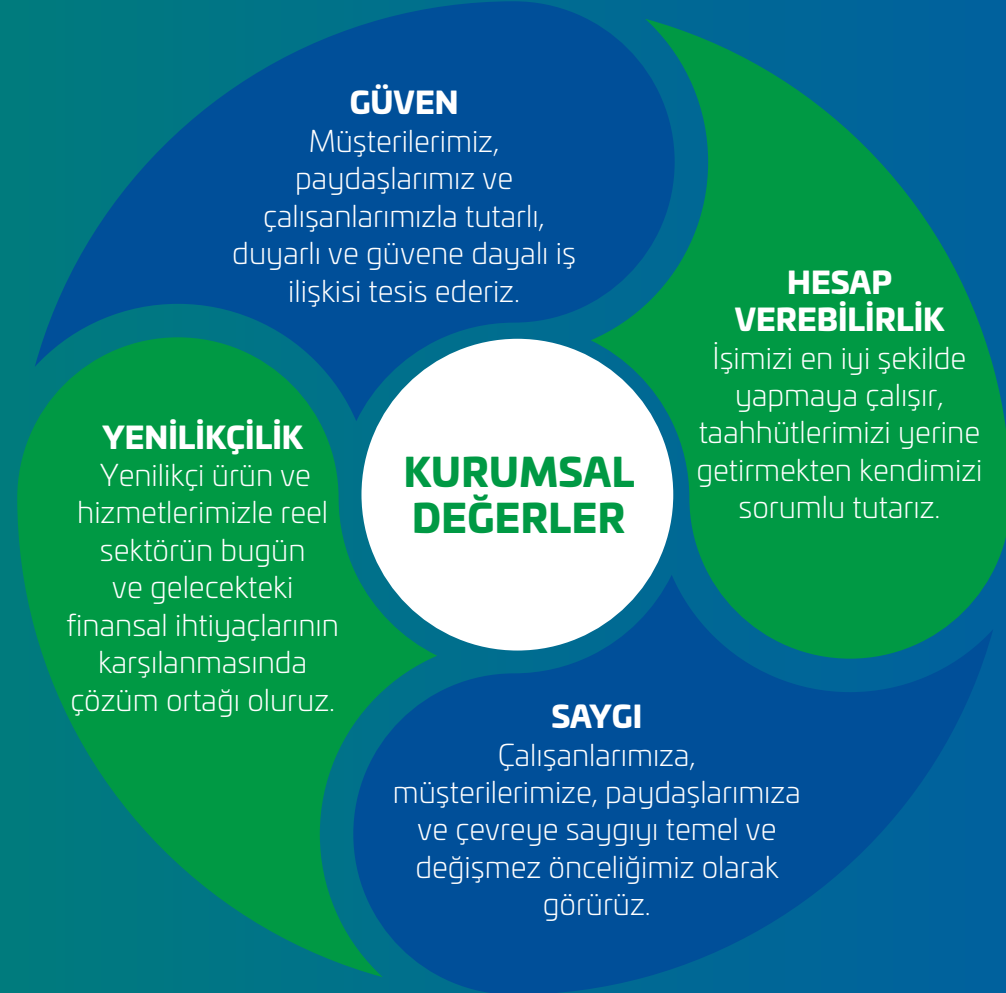 GÜVEN
Müşterilerimiz,
paydaşlarımız ve
çalışanlarımızla tutarlı,
duyarlı ve güvene dayalı iş
ilişkisi tesis ederiz.
HESAP
VEREBİLİRLİK
İşimizi en iyi şekilde
yapmaya çalışır,
taahhütlerimizi yerine
getirmekten kendimizi
sorumlu tutarız.
YENİLİKÇİLİK
Yenilikçi ürün ve
hizmetlerimizle reel
sektörün bugün
ve gelecekteki
finansal ihtiyaçlarının
karşılanmasında
çözüm ortağı oluruz.
KURUMSAL
DEĞERLER
SAYGI
Çalışanlarımıza,
müşterilerimize, paydaşlarımıza
ve çevreye saygıyı temel ve
değişmez önceliğimiz olarak
görürüz.